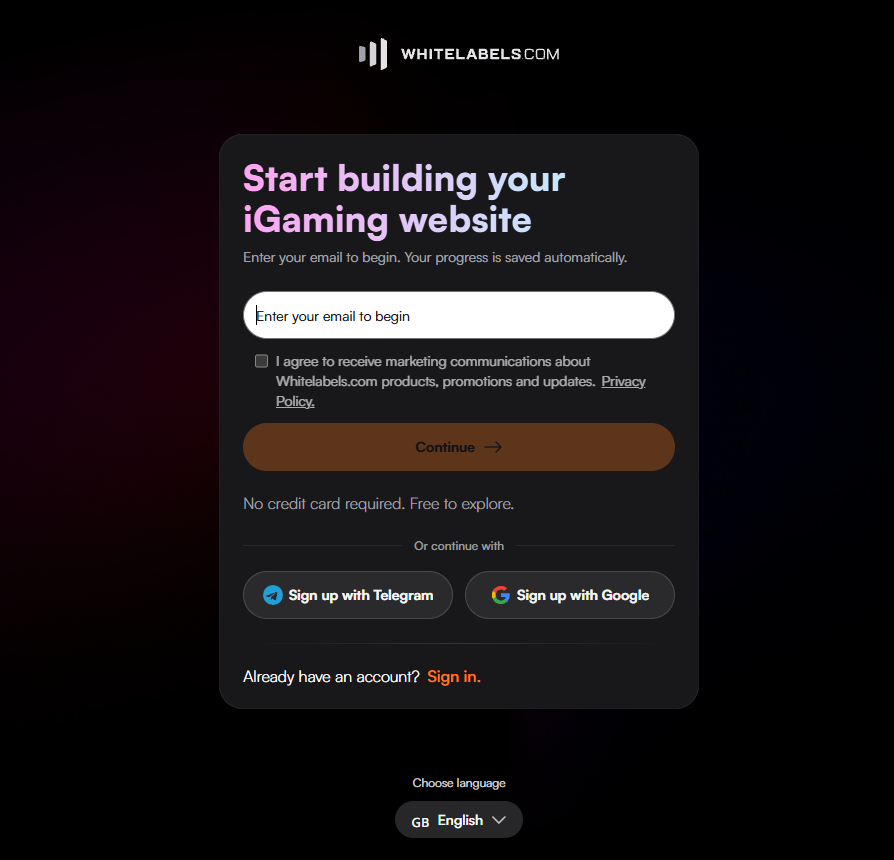 WHITELABELS.COM
Start building your
iGaming website
Enter your email to begin. Your progress is saved automatically.
Enter your email to begin
I agree to receive marketing communications about
Whitelabels.com products, promotions and updates. Privacy
Policy.
Continue →
No credit card required. Free to explore.
Or continue with
Sign up with Telegram
Sign up with Google
Already have an account? Sign in.
Choose language
GB English